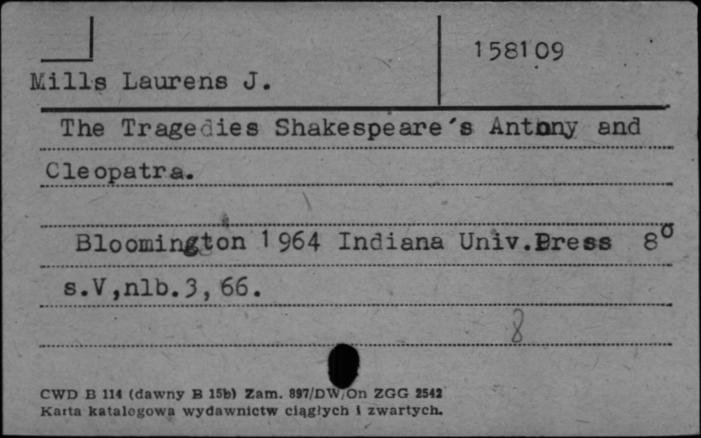 158109
Mills Laurens J.
The Tragedies Shakespeare's Antony and
Cleopatra.
Bloomington 1964 Indiana Univ.Press 8°
s.V,nlb.3,66.
8
CWD B 114 (dawny B 15b) Zam. 897/DW/On ZGG 2542
Karta katalogowa wydawnictw ciągłych i zwartych.